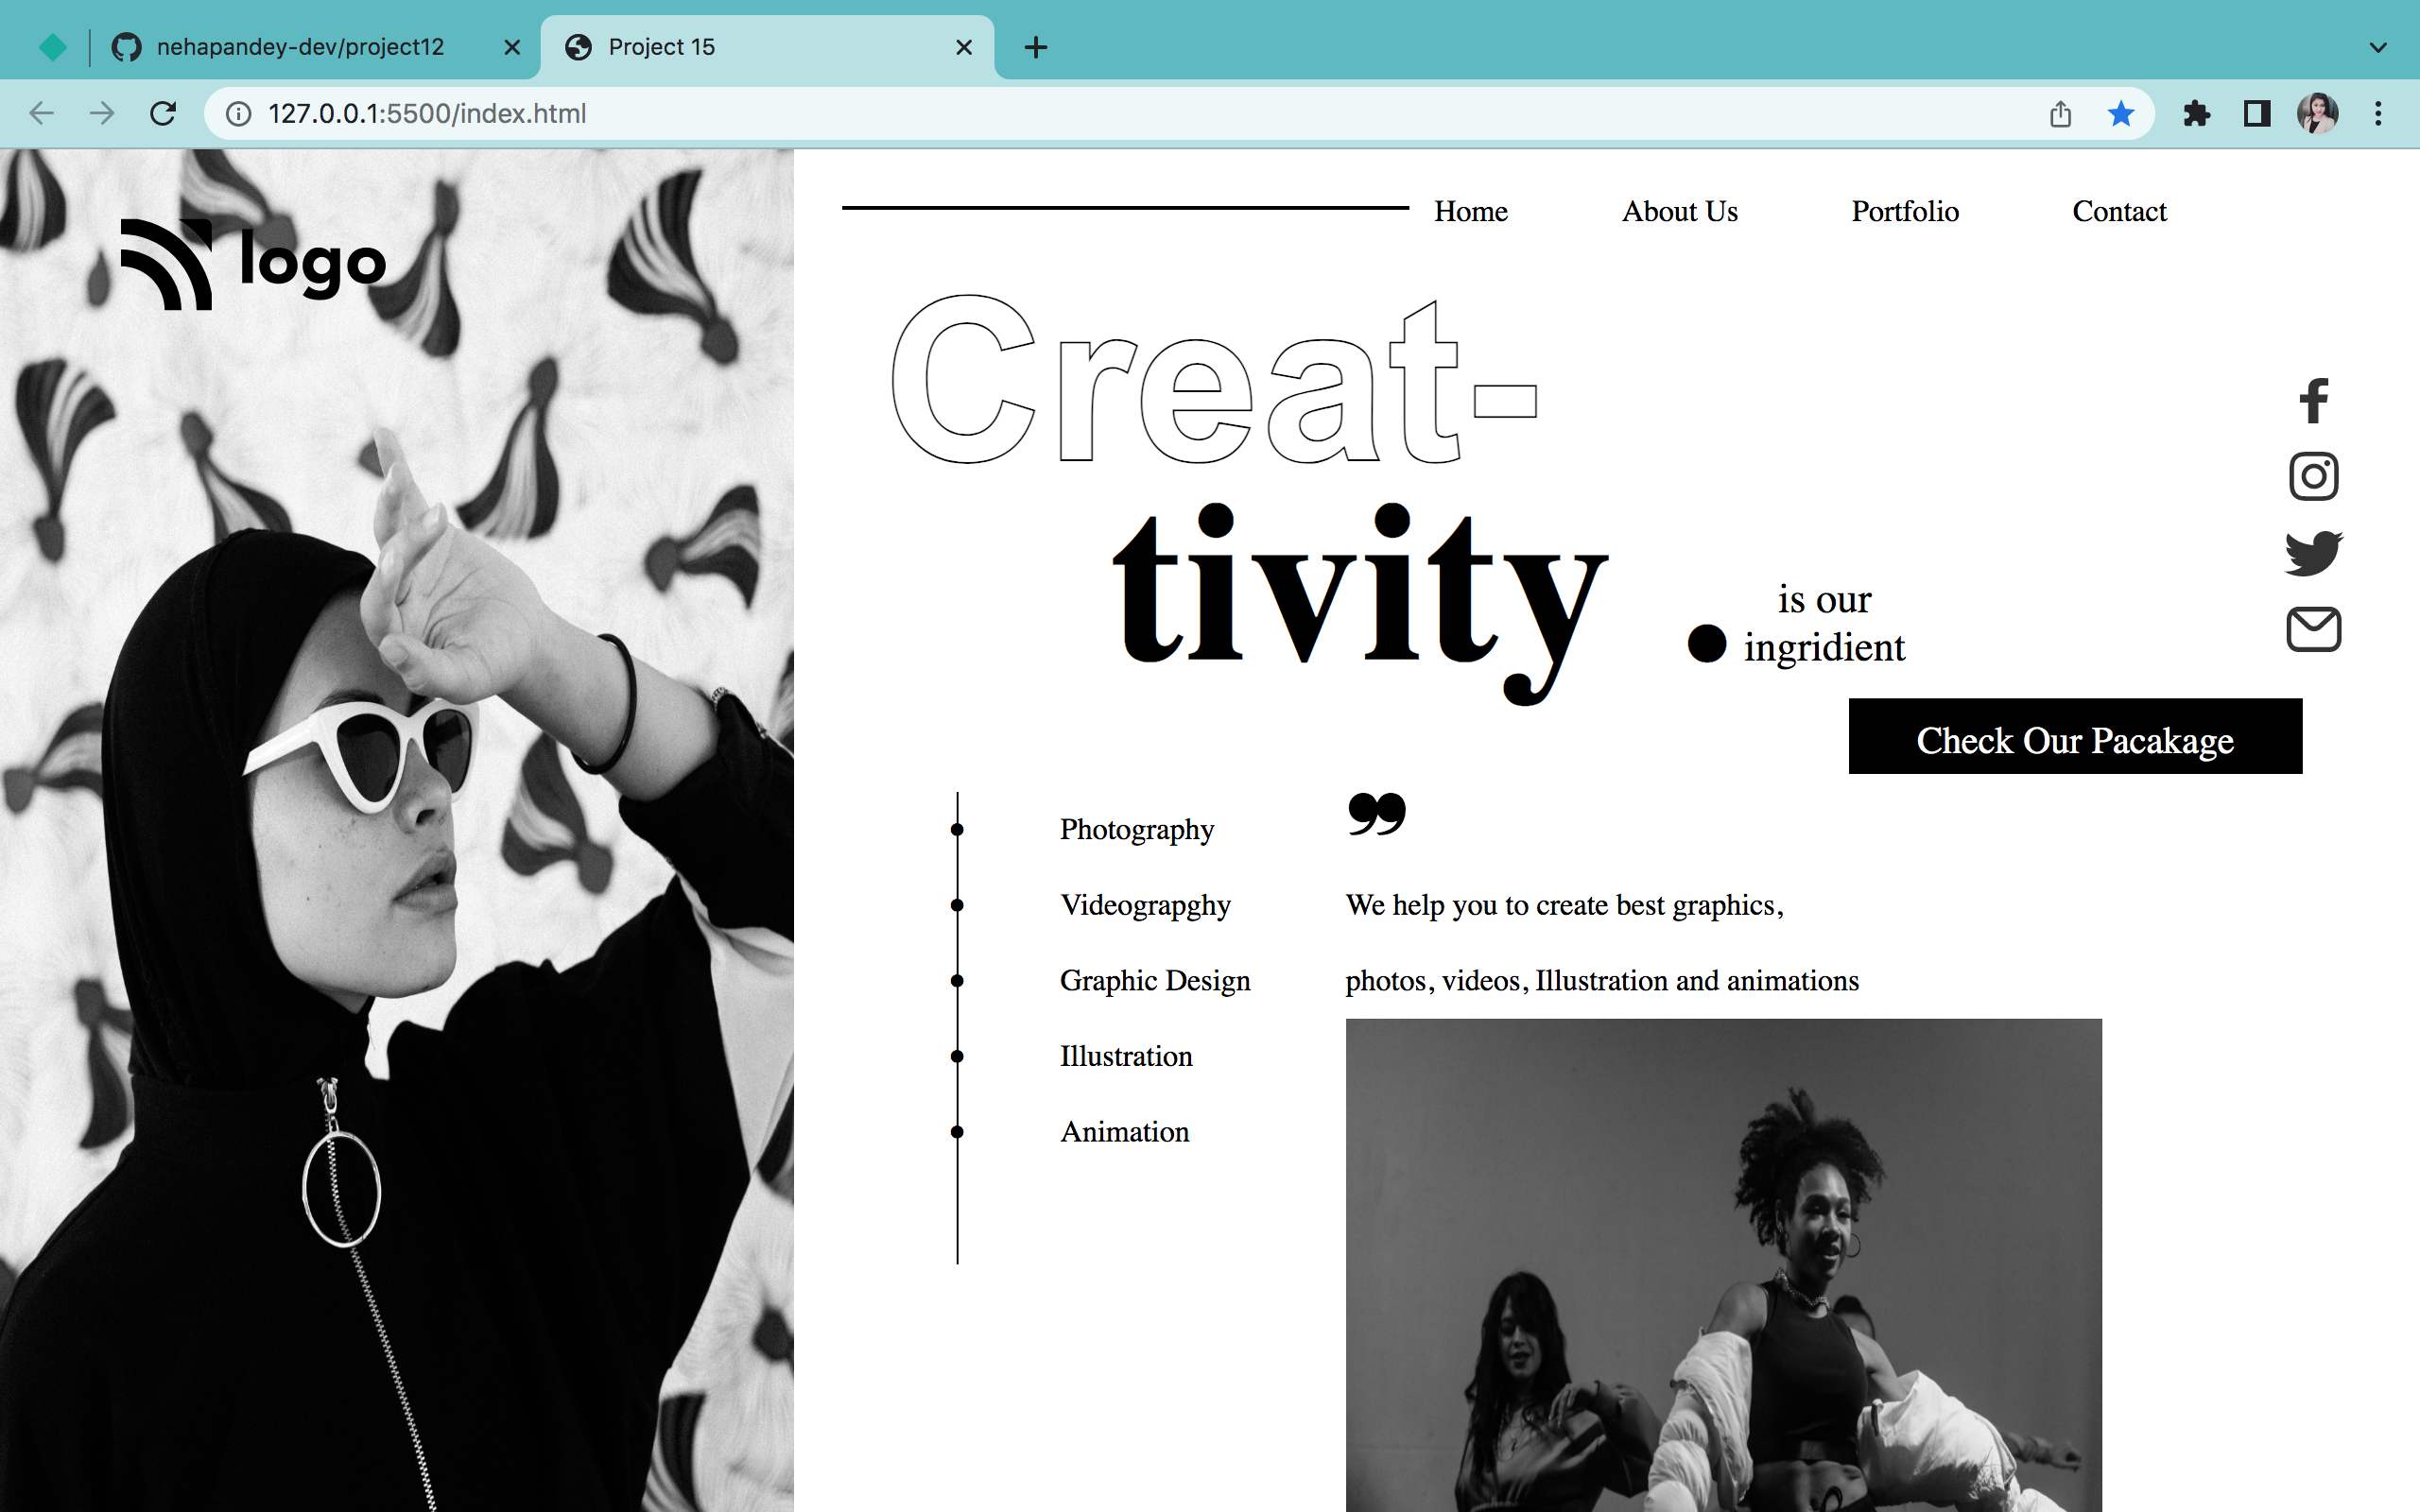 nehapandey-dev/project12
Project 15
127.0.0.1:5500/index.html
logo
Home
About Us
Portfolio
Contact
Creat-
tivity .
is our
ingridient
Check Our Pacakage
Photography
Videograpghy
Graphic Design
Illustration
Animation
”
We help you to create best graphics,
photos, videos, Illustration and animations